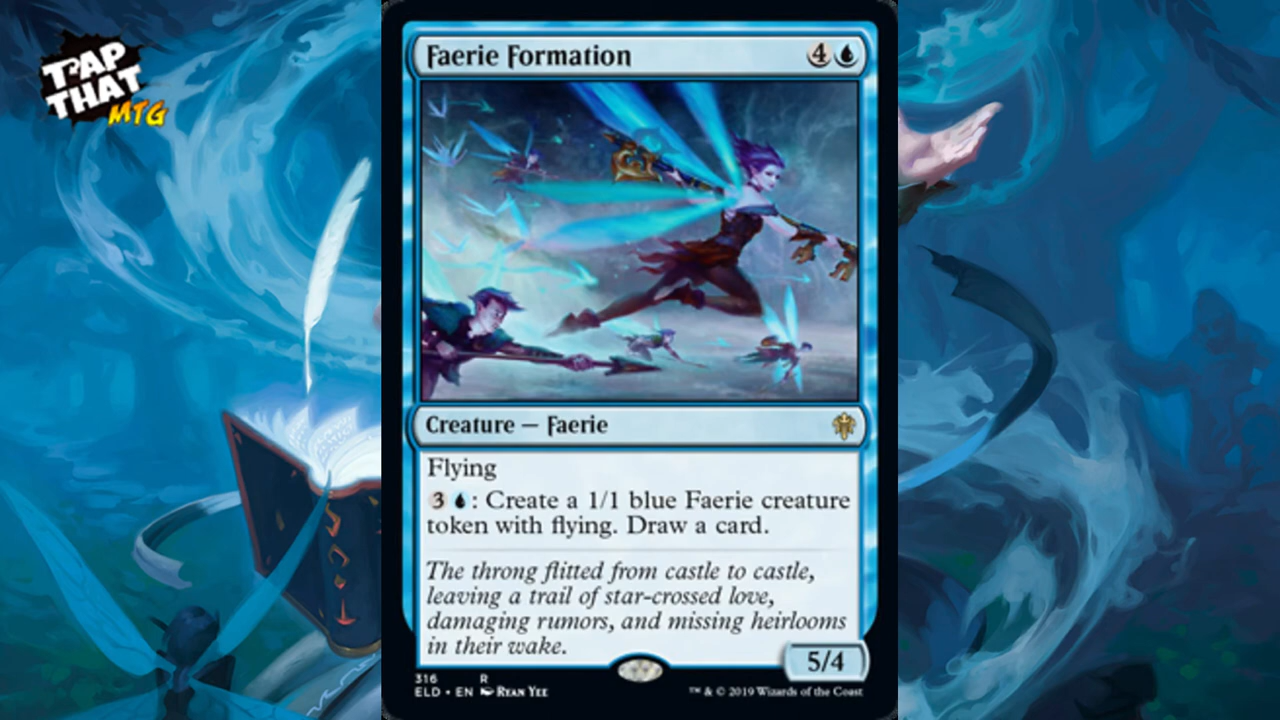 TRAP
THAT
MTG
Faerie Formation 4
Creature — Faerie
Flying
3 : Create a 1/1 blue Faerie creature
token with flying. Draw a card.
The throng flitted from castle to castle,
leaving a trail of star-crossed love,
damaging rumors, and missing heirlooms
in their wake.
5/4
316 R
ELD • EN Ryan Yee
™ & © 2019 Wizards of the Coast